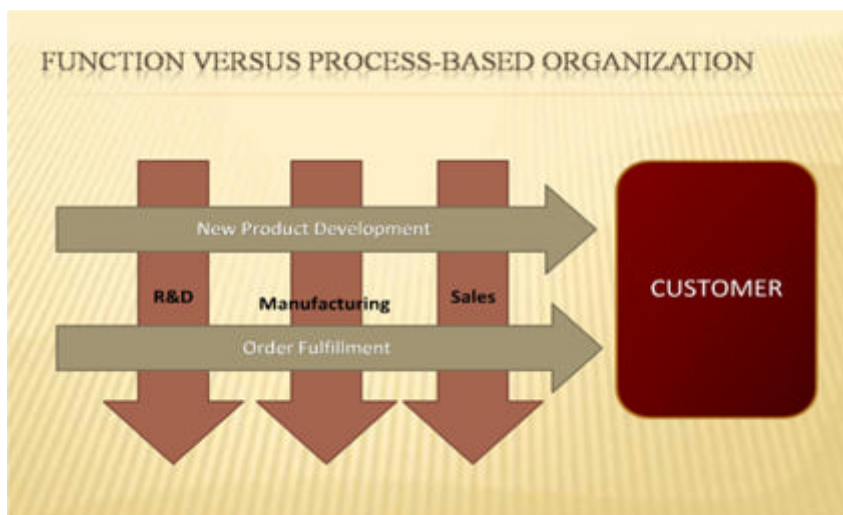 FUNCTION VERSUS PROCESS-BASED ORGANIZATION
New Product Development
R&D
Manufacturing
Sales
CUSTOMER
Order Fulfillment